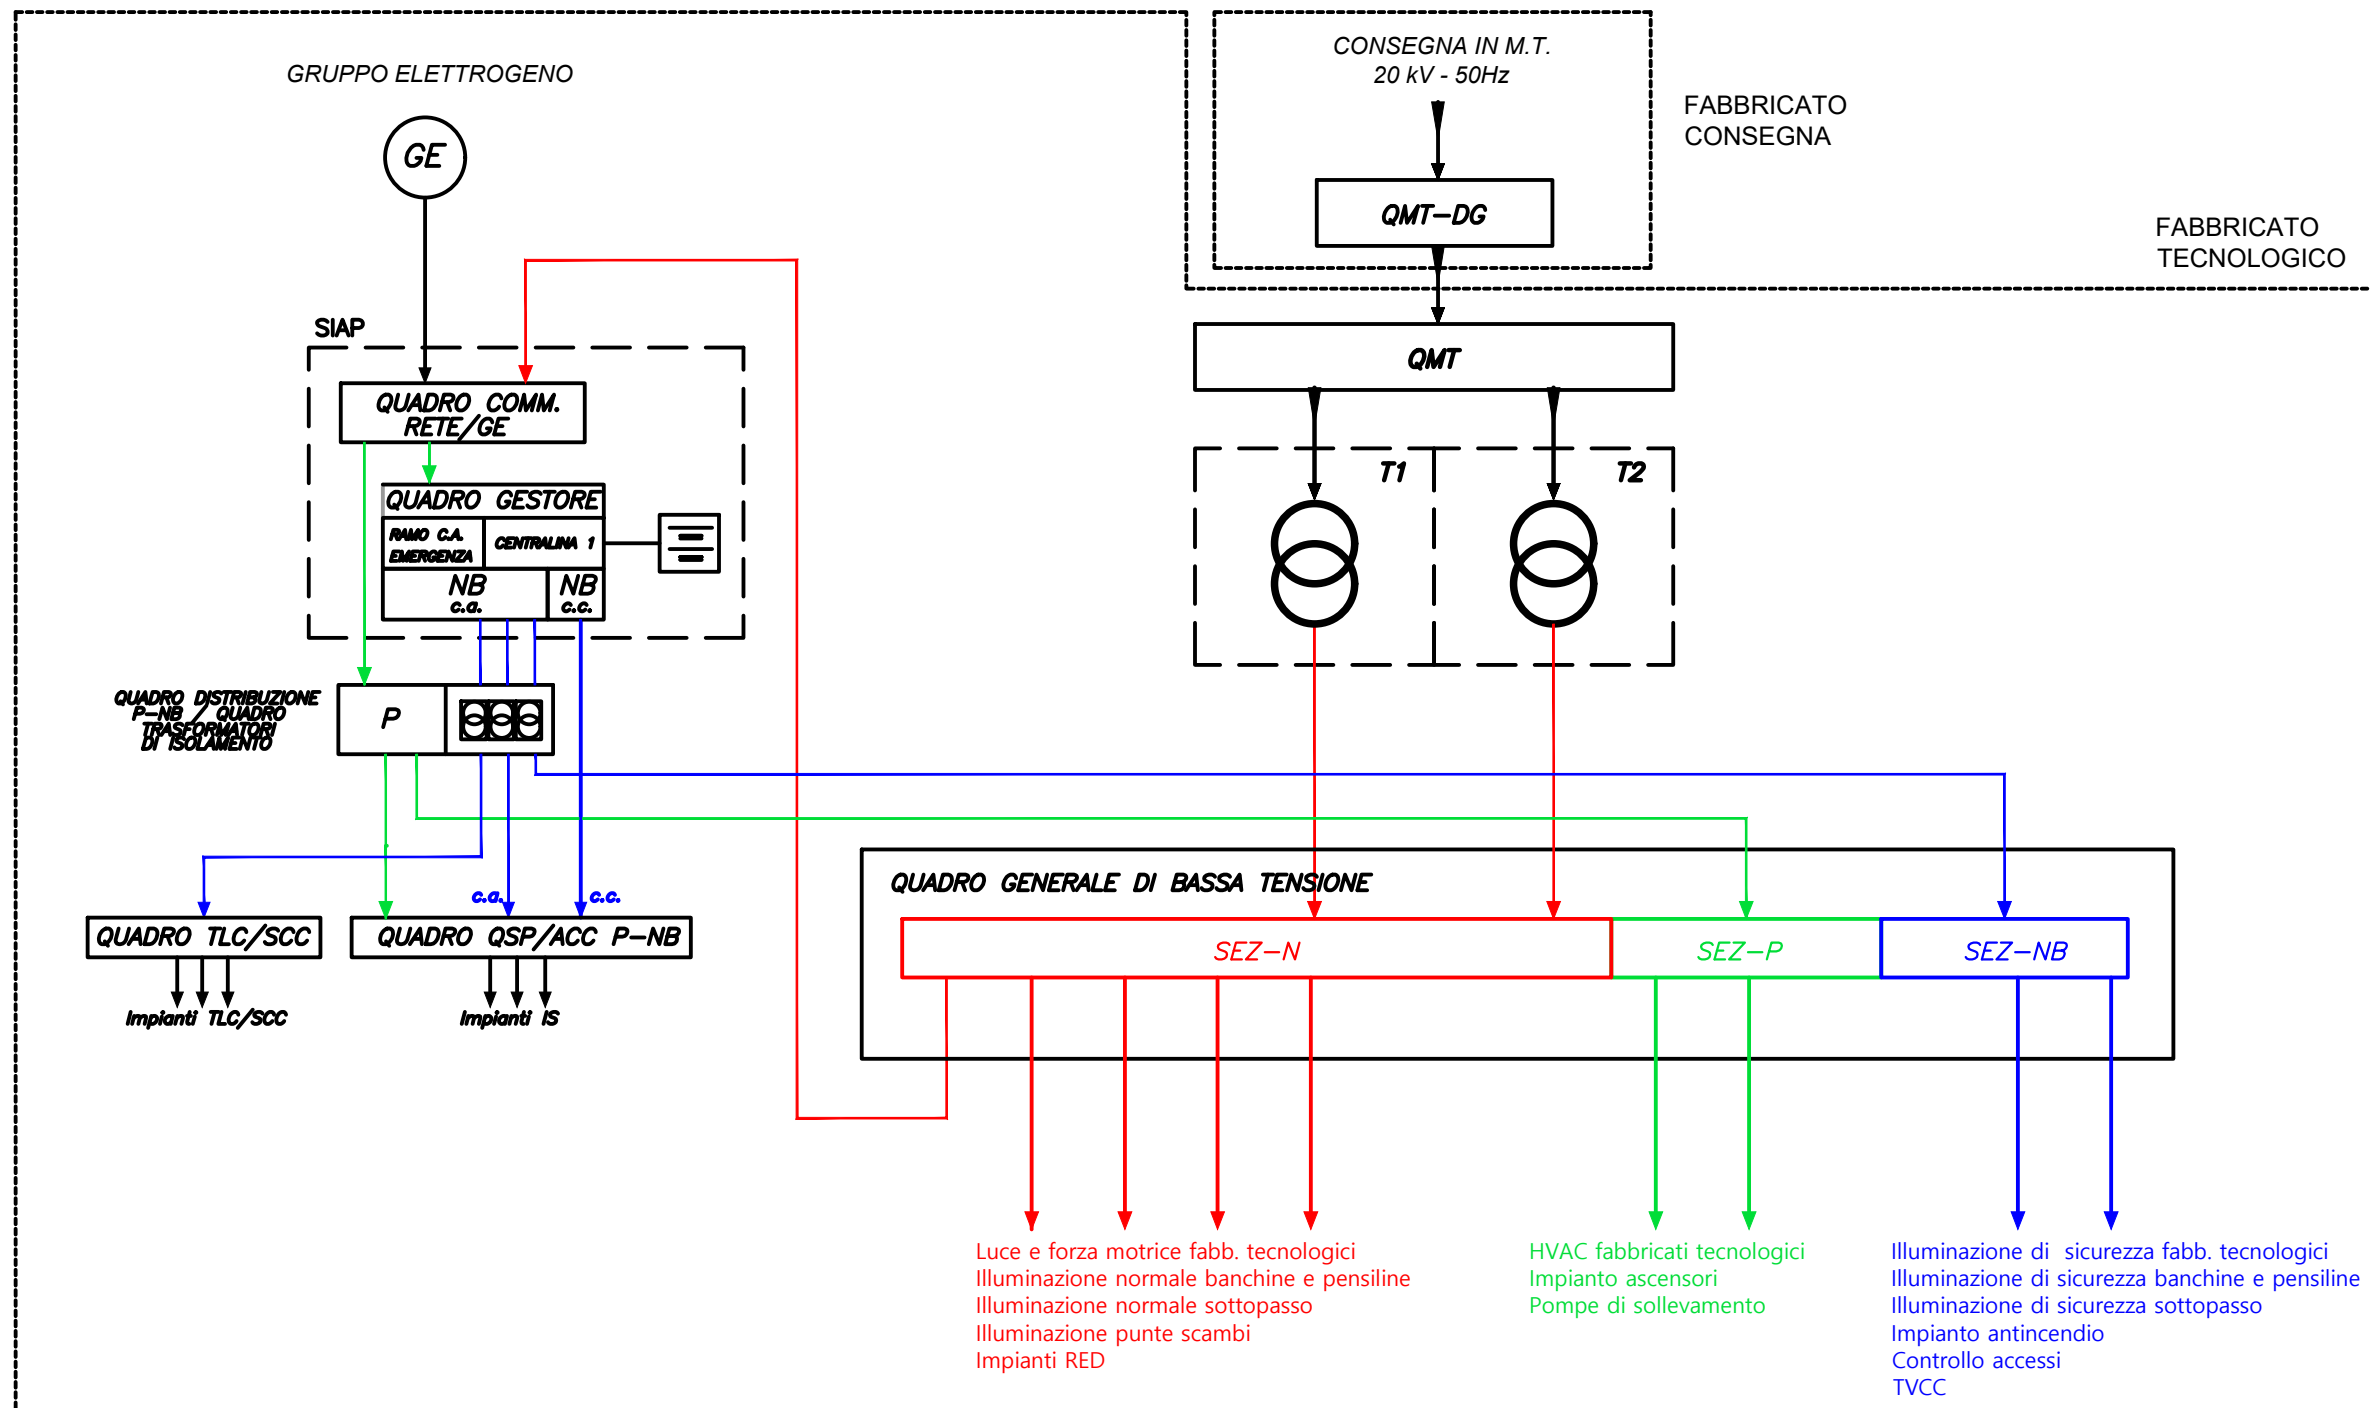 GRUPPO ELETTROGENO
GE
CONSEGNA IN M.T.
20 kV - 50Hz
FABBRICATO
CONSEGNA
QMT-DG
FABBRICATO
TECNOLOGICO
SIAP
QUADRO COMM.
RETE/GE
QMT
T1
T2
QUADRO GESTORE
RAMO C.A.
EMERGENZA
CENTRALINA 1
NB
c.a.
NB
c.c.
QUADRO DISTRIBUZIONE
P-NB / QUADRO
TRASFORMATORI
DI ISOLAMENTO
P
c.a.
c.c.
QUADRO GENERALE DI BASSA TENSIONE
QUADRO TLC/SCC
QUADRO QSP/ACC P-NB
SEZ-N
SEZ-P
SEZ-NB
Impianti TLC/SCC
Impianti IS
Luce e forza motrice fabb. tecnologici
Illuminazione normale banchine e pensiline
Illuminazione normale sottopasso
Illuminazione punte scambi
Impianti RED
HVAC fabbricati tecnologici
Impianto ascensori
Pompe di sollevamento
Illuminazione di  sicurezza fabb. tecnologici
Illuminazione di sicurezza banchine e pensiline
Illuminazione di sicurezza sottopasso
Impianto antincendio
Controllo accessi
TVCC